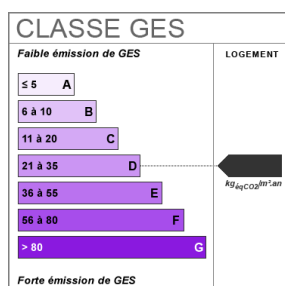 CLASSE GES
Faible émission de GES
LOGEMENT
≤ 5 A
6 à 10 B
11 à 20 C
21 à 35 D
36 à 55 E
56 à 80 F
> 80 G
kgéqCO2/m².an
Forte émission de GES